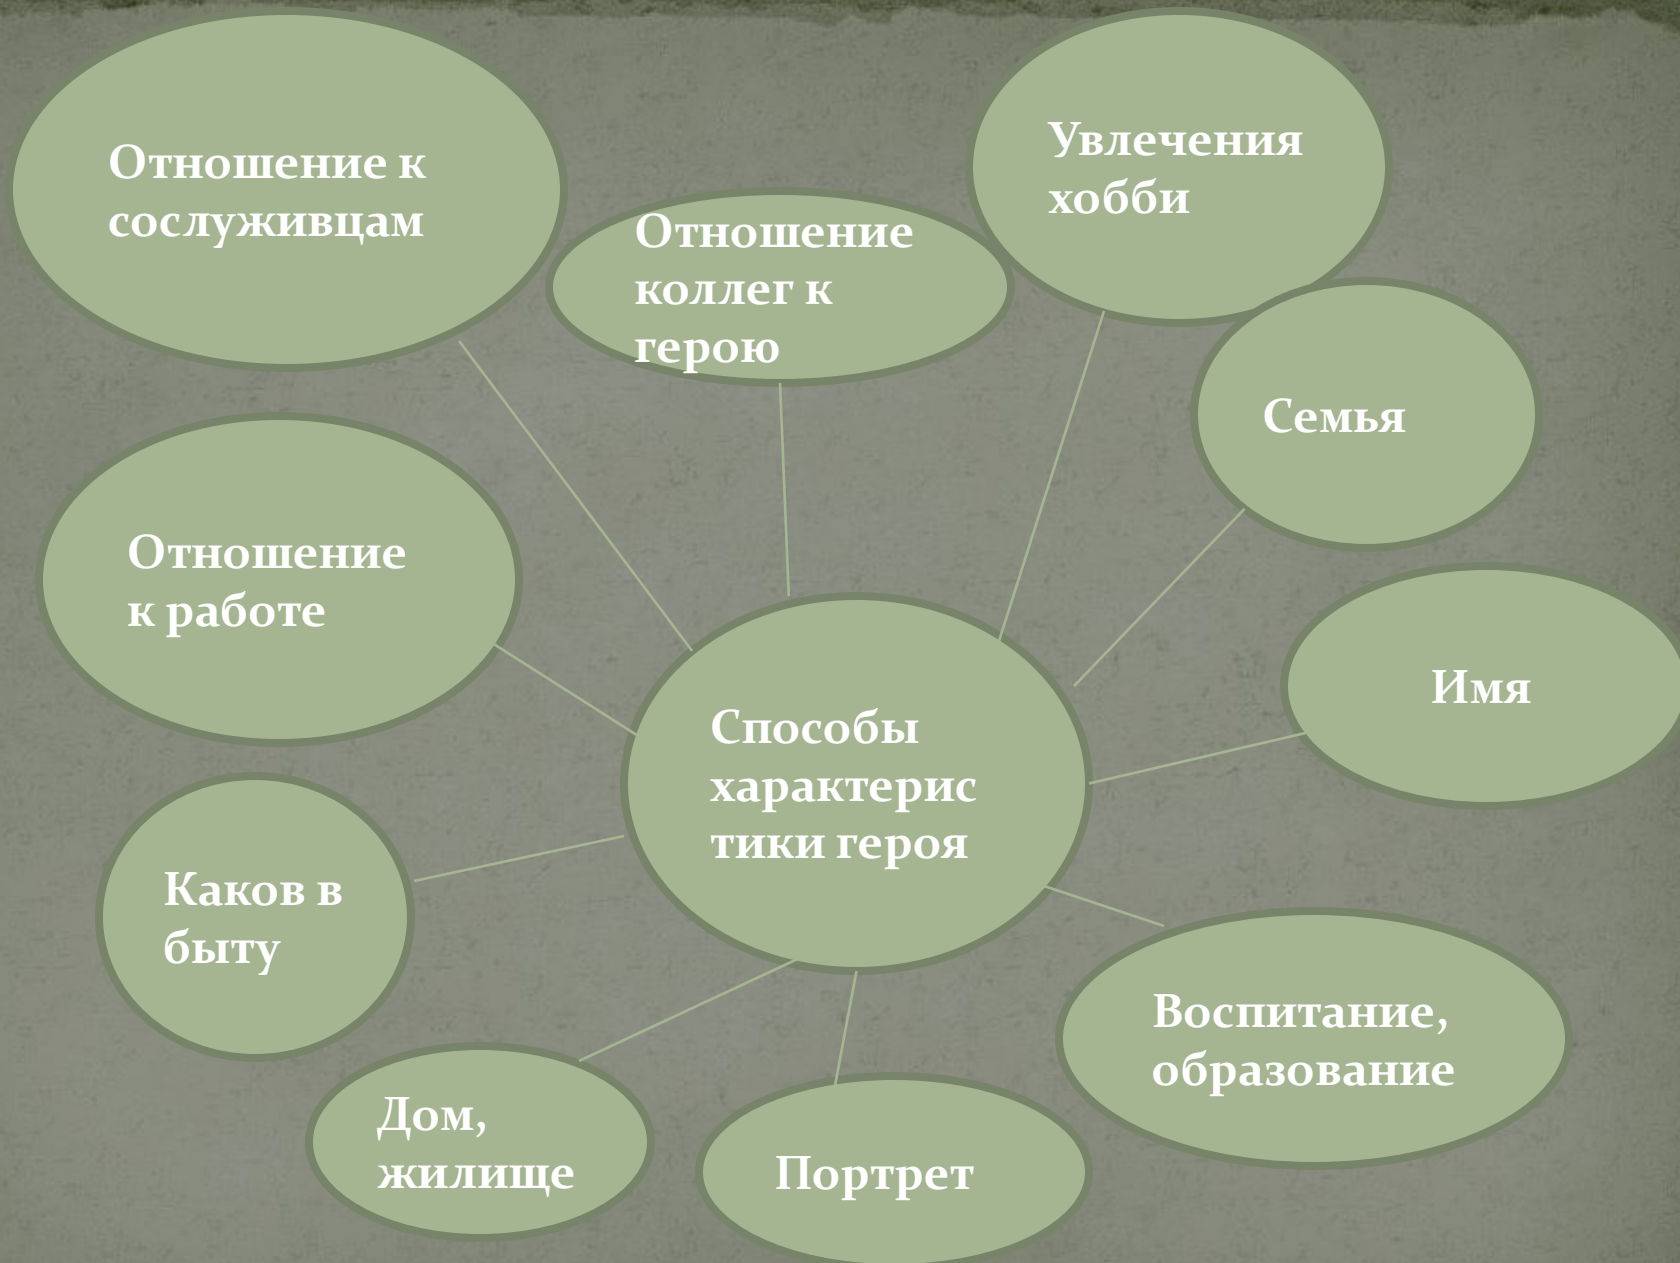 Отношение к
сослуживцам
Отношение
коллег к
герою
Увлечения
хобби
Семья
Отношение
к работе
Имя
Способы
характерис
тики героя
Каков в
быту
Воспитание,
образование
Дом,
жилище
Портрет